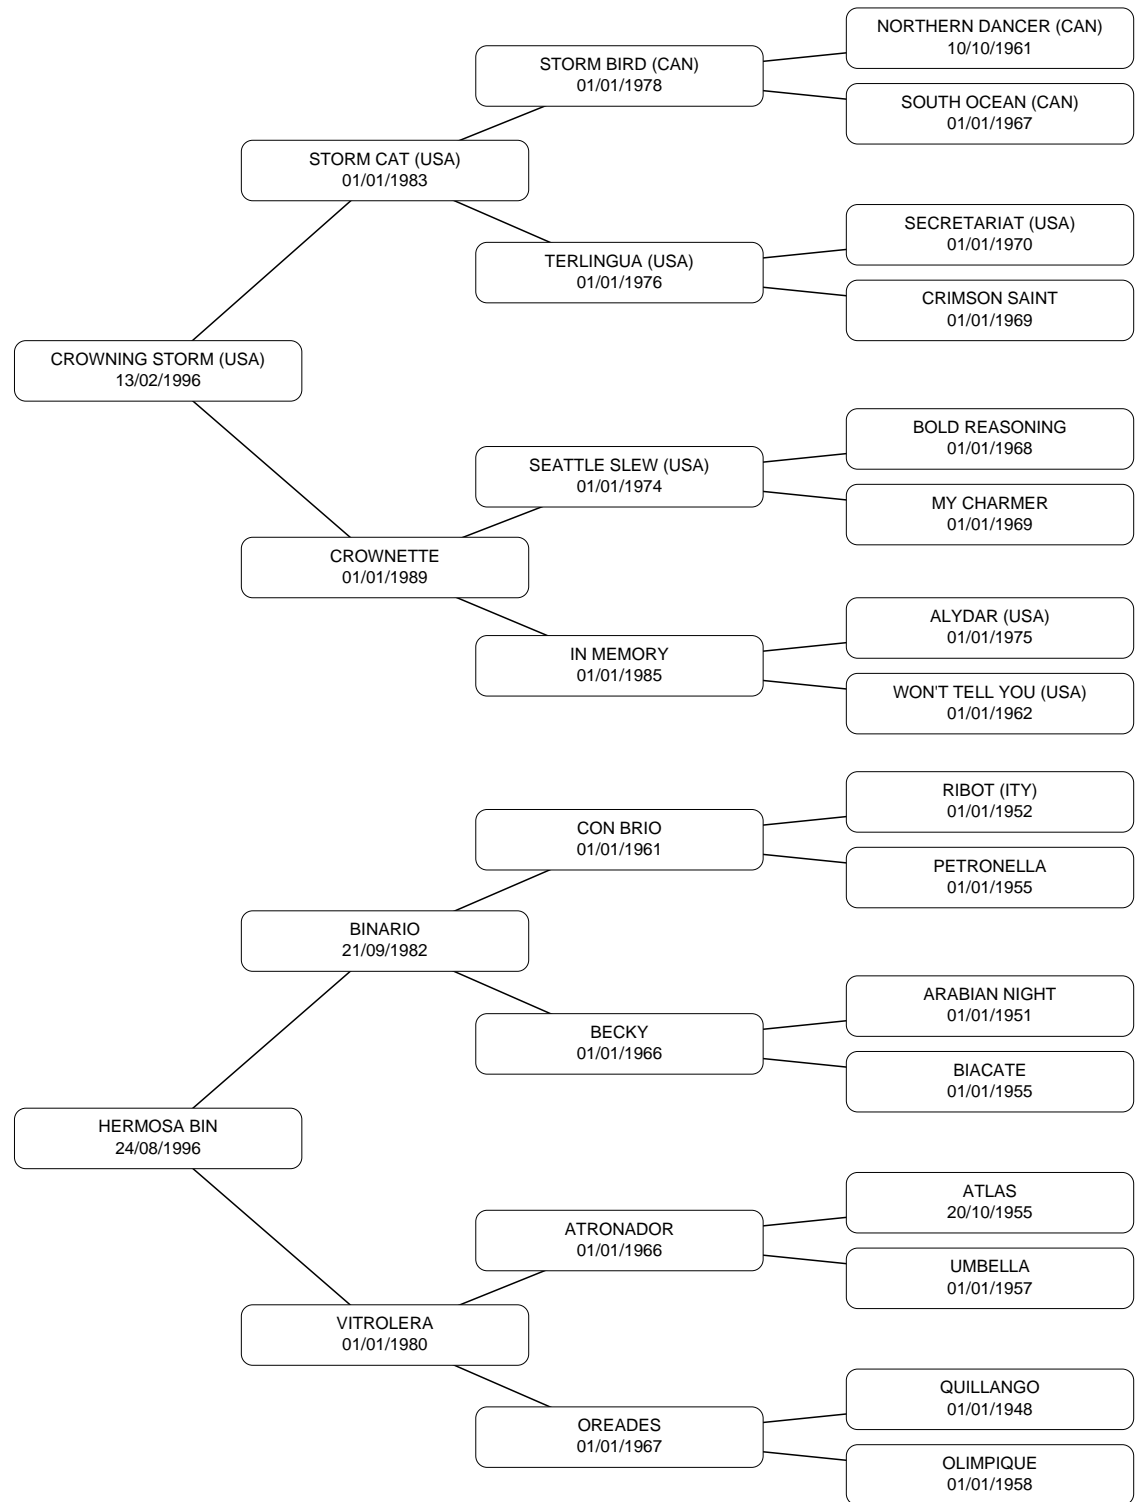 NORTHERN DANCER (CAN)
10/10/1961
STORM BIRD (CAN)
01/01/1978
SOUTH OCEAN (CAN)
01/01/1967
STORM CAT (USA)
01/01/1983
SECRETARIAT (USA)
01/01/1970
TERLINGUA (USA)
01/01/1976
CRIMSON SAINT
01/01/1969
CROWNING STORM (USA)
13/02/1996
BOLD REASONING
01/01/1968
SEATTLE SLEW (USA)
01/01/1974
MY CHARMER
01/01/1969
CROWNETTE
01/01/1989
ALYDAR (USA)
01/01/1975
IN MEMORY
01/01/1985
WON'T TELL YOU (USA)
01/01/1962
RIBOT (ITY)
01/01/1952
CON BRIO
01/01/1961
PETRONELLA
01/01/1955
BINARIO
21/09/1982
ARABIAN NIGHT
01/01/1951
BECKY
01/01/1966
BIACATE
01/01/1955
HERMOSA BIN
24/08/1996
ATLAS
20/10/1955
ATRONADOR
01/01/1966
UMBELLA
01/01/1957
VITROLERA
01/01/1980
QUILLANGO
01/01/1948
OREADES
01/01/1967
OLIMPIQUE
01/01/1958